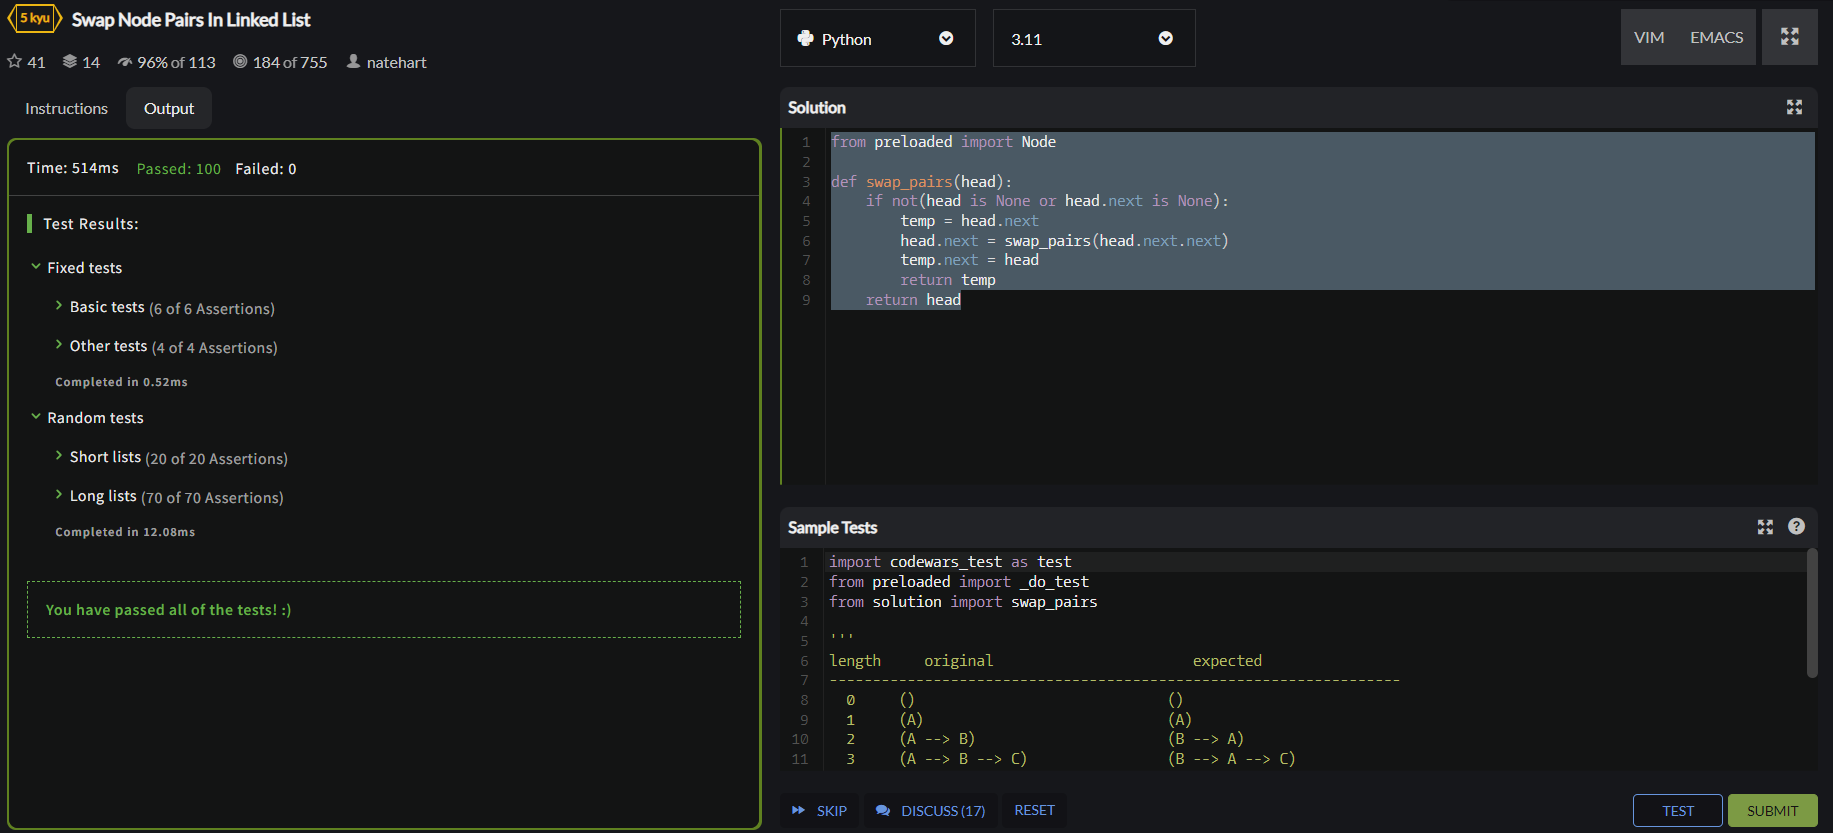 5 kyu Swap Node Pairs In Linked List
41 14 96% of 113 184 of 755 natehart
Instructions Output
Time: 514ms Passed: 100 Failed: 0
Test Results:
Fixed tests
Basic tests (6 of 6 Assertions)
Other tests (4 of 4 Assertions)
Completed in 0.52ms
Random tests
Short lists (20 of 20 Assertions)
Long lists (70 of 70 Assertions)
Completed in 12.08ms
You have passed all of the tests! :)
Python 3.11 VIM EMACS
Solution
1 from preloaded import Node
2
3 def swap_pairs(head):
4     if not(head is None or head.next is None):
5         temp = head.next
6         head.next = swap_pairs(head.next.next)
7         temp.next = head
8         return temp
9     return head
Sample Tests ?
1 import codewars_test as test
2 from preloaded import _do_test
3 from solution import swap_pairs
4
5 '''
6 length     original                       expected
7 ------------------------------------------------------------------
8   0     ()                             ()
9   1     (A)                            (A)
10   2     (A --> B)                      (B --> A)
11   3     (A --> B --> C)                (B --> A --> C)
SKIP DISCUSS (17) RESET TEST SUBMIT